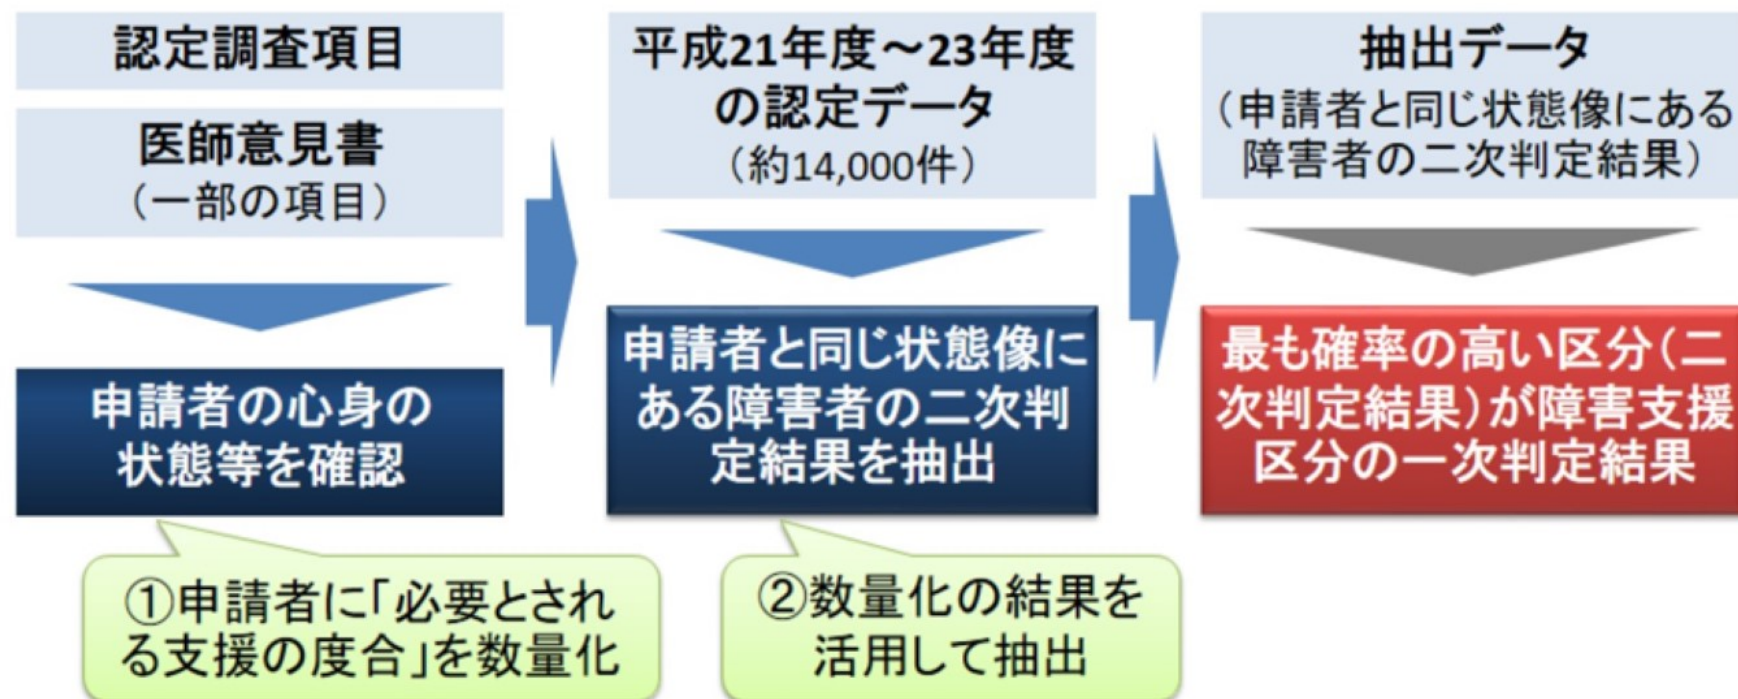 認定調査項目
医師意見書
（一部の項目）
申請者の心身の
状態等を確認
①申請者に「必要とされ
る支援の度合」を数量化
平成21年度～23年度
の認定データ
（約14,000件）
申請者と同じ状態像に
ある障害者の二次判
定結果を抽出
②数量化の結果を
活用して抽出
抽出データ
（申請者と同じ状態像にある
障害者の二次判定結果）
最も確率の高い区分（二
次判定結果）が障害支援
区分の一次判定結果